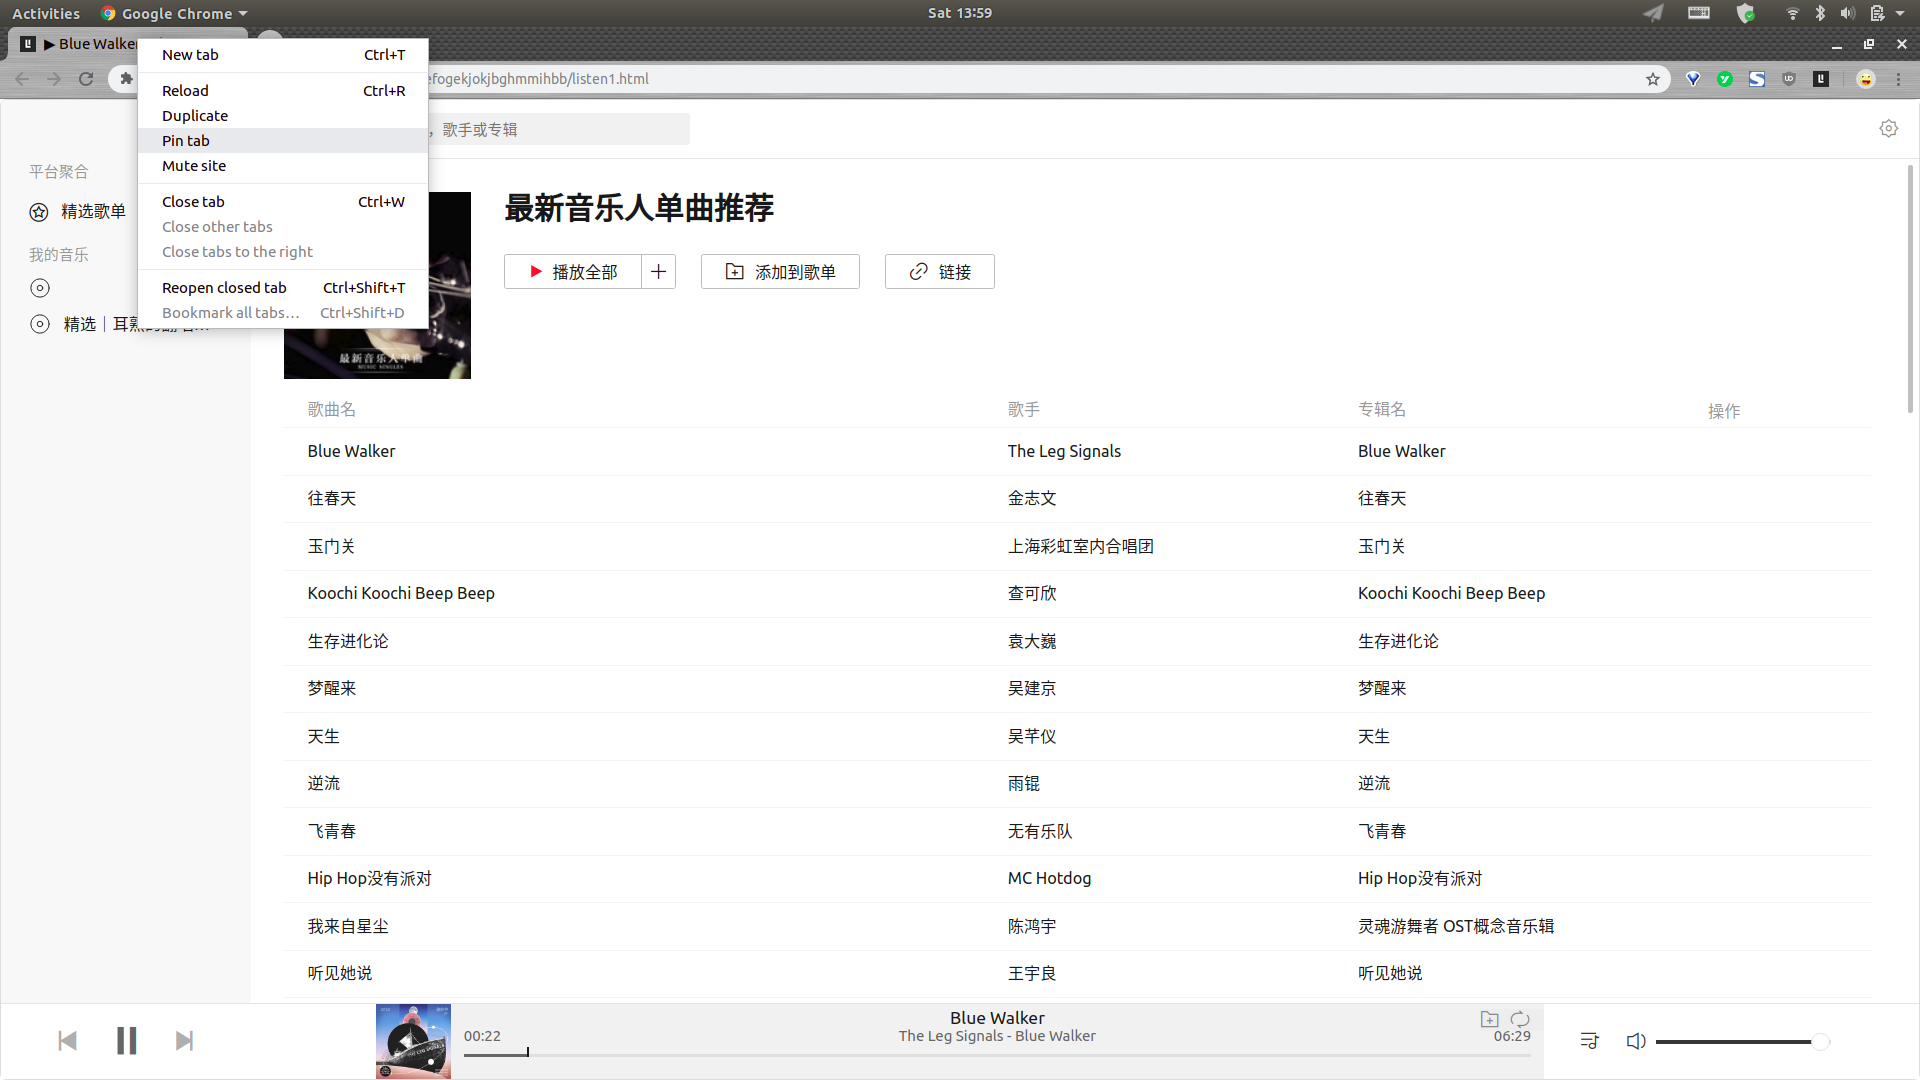 Activities Google Chrome Sat 13:59
▶ Blue Walker
efogekjokjbghmmihbb/listen1.html
New tab Ctrl+T
Reload Ctrl+R
Duplicate
Pin tab
Mute site
Close tab Ctrl+W
Close other tabs
Close tabs to the right
Reopen closed tab Ctrl+Shift+T
Bookmark all tabs… Ctrl+Shift+D
，歌手或专辑
平台聚合
精选歌单
我的音乐
精选｜耳熟
最新音乐人单曲
MUSIC SINGLES
最新音乐人单曲推荐
播放全部 添加到歌单 链接
歌曲名 歌手 专辑名 操作
Blue Walker The Leg Signals Blue Walker
往春天 金志文 往春天
玉门关 上海彩虹室内合唱团 玉门关
Koochi Koochi Beep Beep 查可欣 Koochi Koochi Beep Beep
生存进化论 袁大巍 生存进化论
梦醒来 吴建京 梦醒来
天生 吴芊仪 天生
逆流 雨锟 逆流
飞青春 无有乐队 飞青春
Hip Hop没有派对 MC Hotdog Hip Hop没有派对
我来自星尘 陈鸿宇 灵魂游舞者 OST概念音乐辑
听见她说 王宇良 听见她说
Blue Walker
00:22 The Leg Signals - Blue Walker 06:29